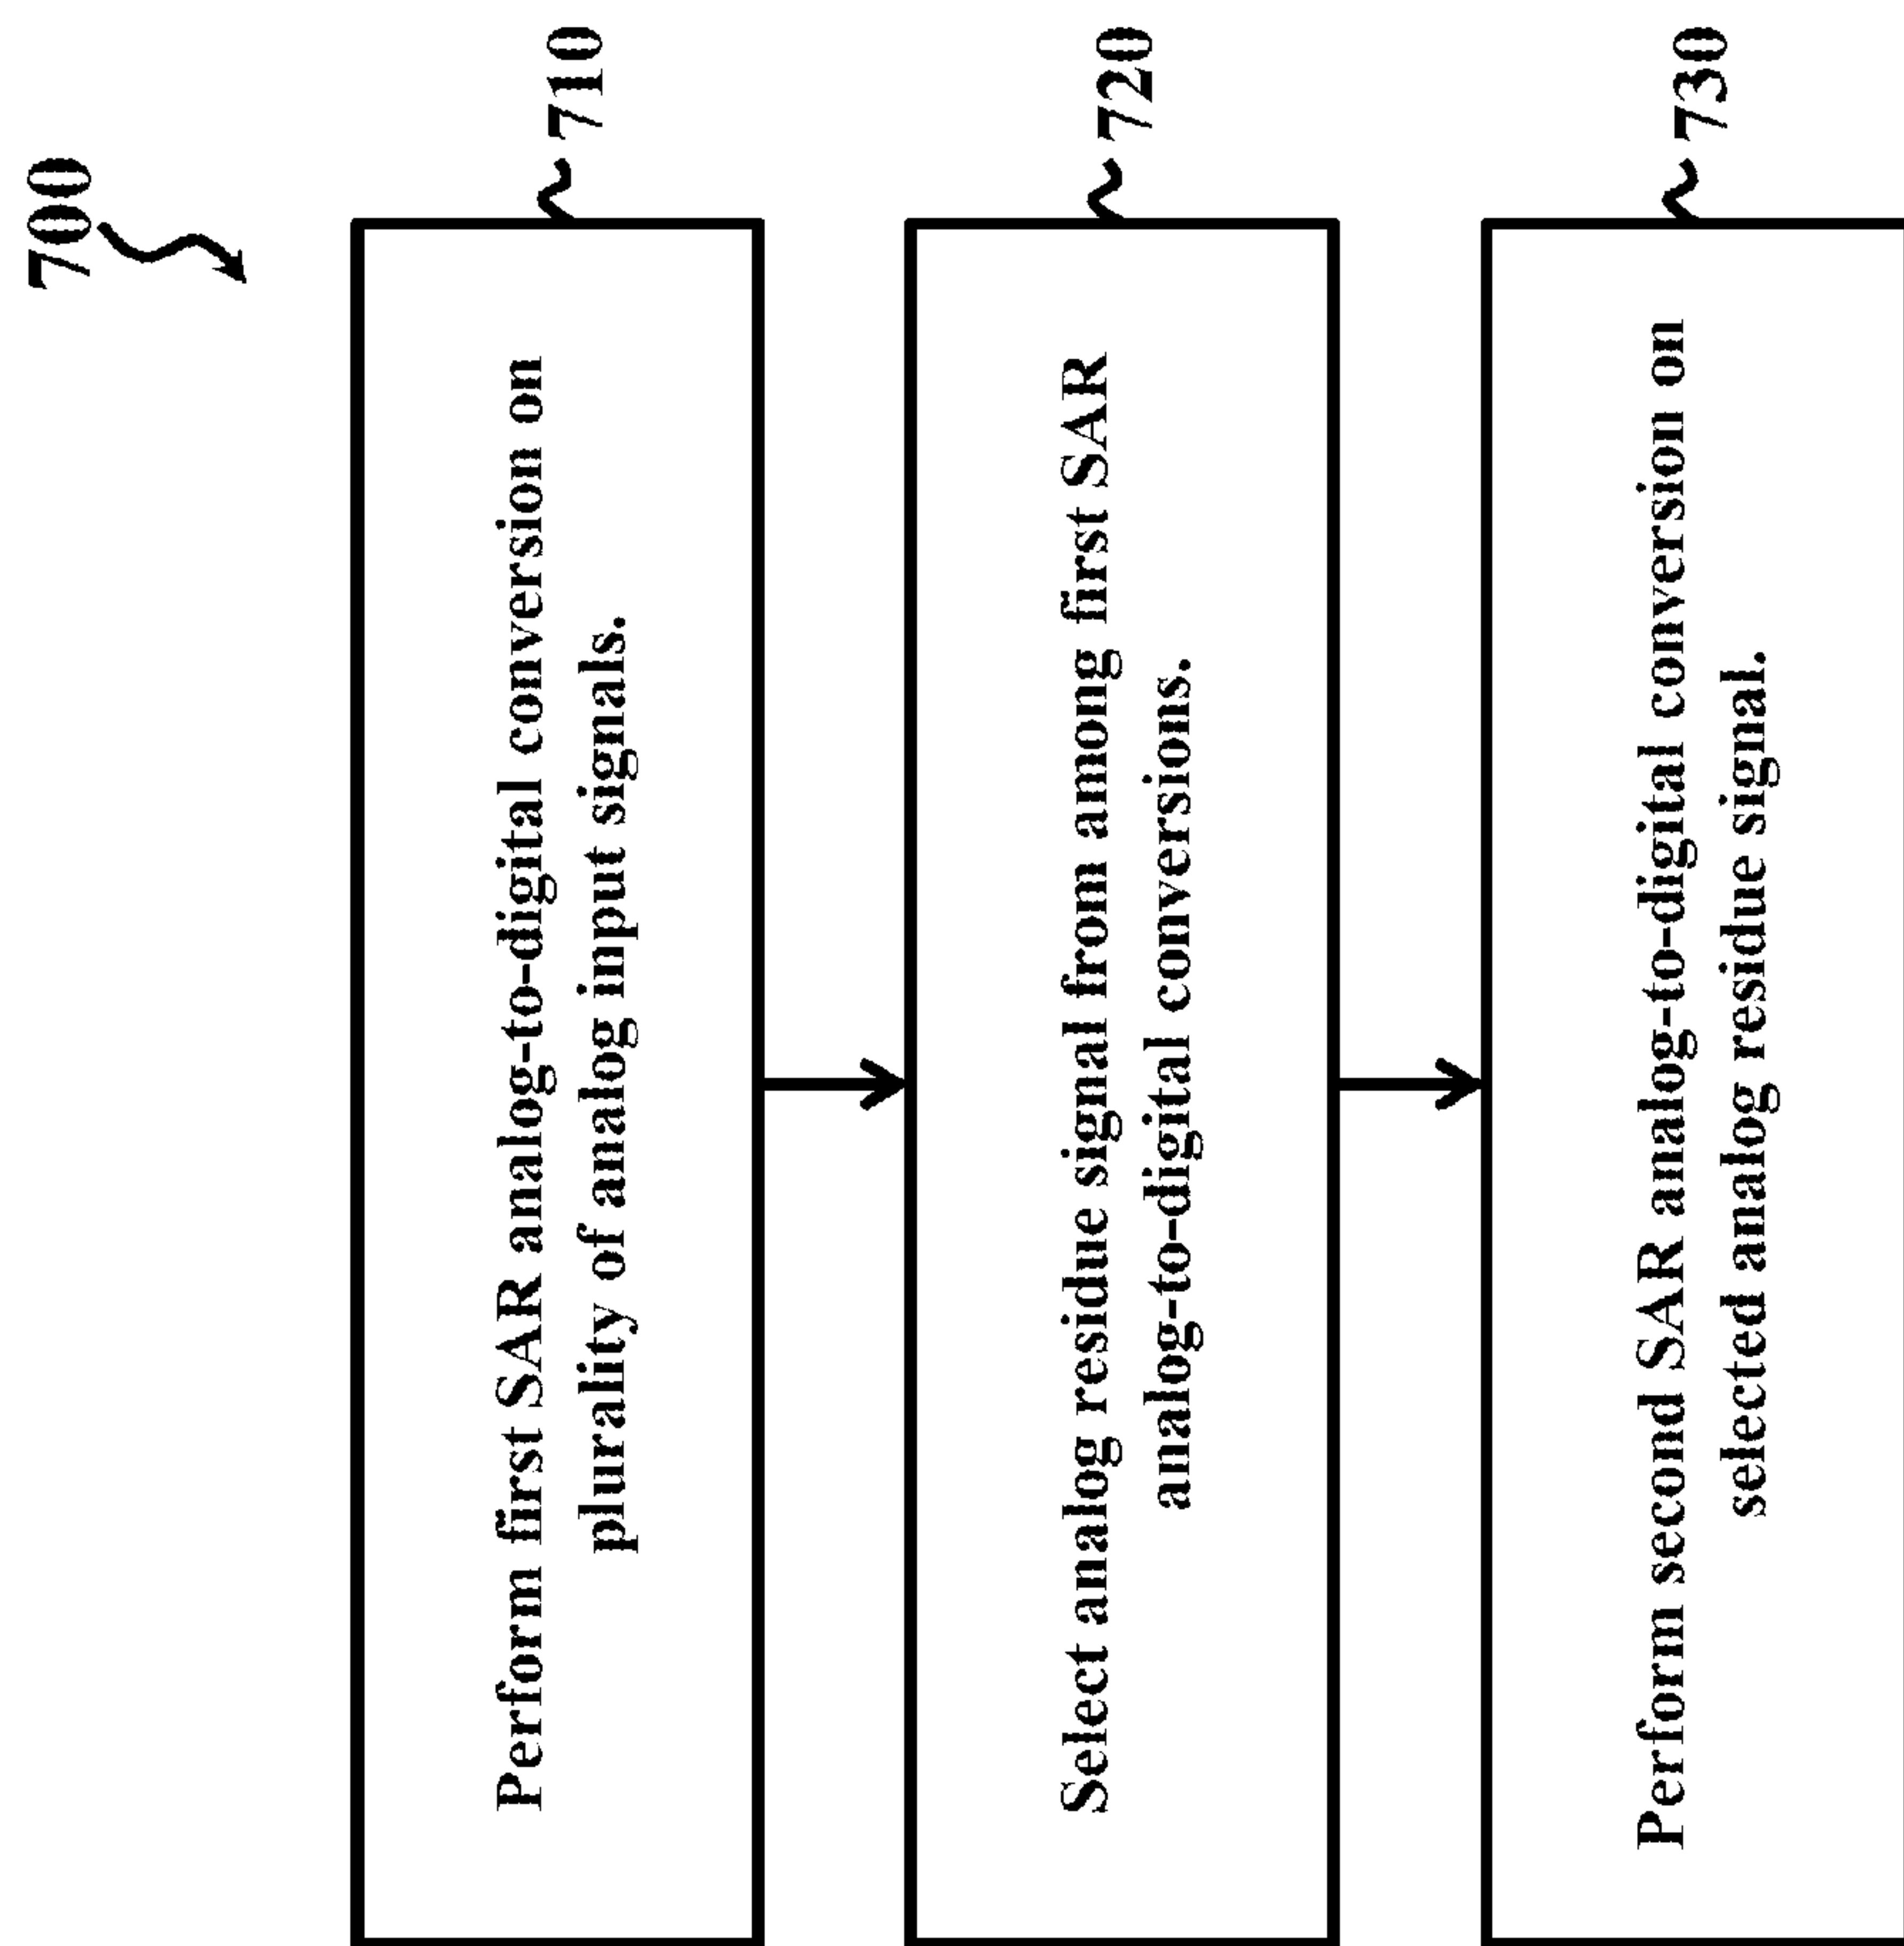 700
Perform first SAR analog-to-digital conversion on
plurality of analog input signals.
710
Select analog residue signal from among first SAR
analog-to-digital conversions.
720
Perform second SAR analog-to-digital conversion on
selected analog residue signal.
730